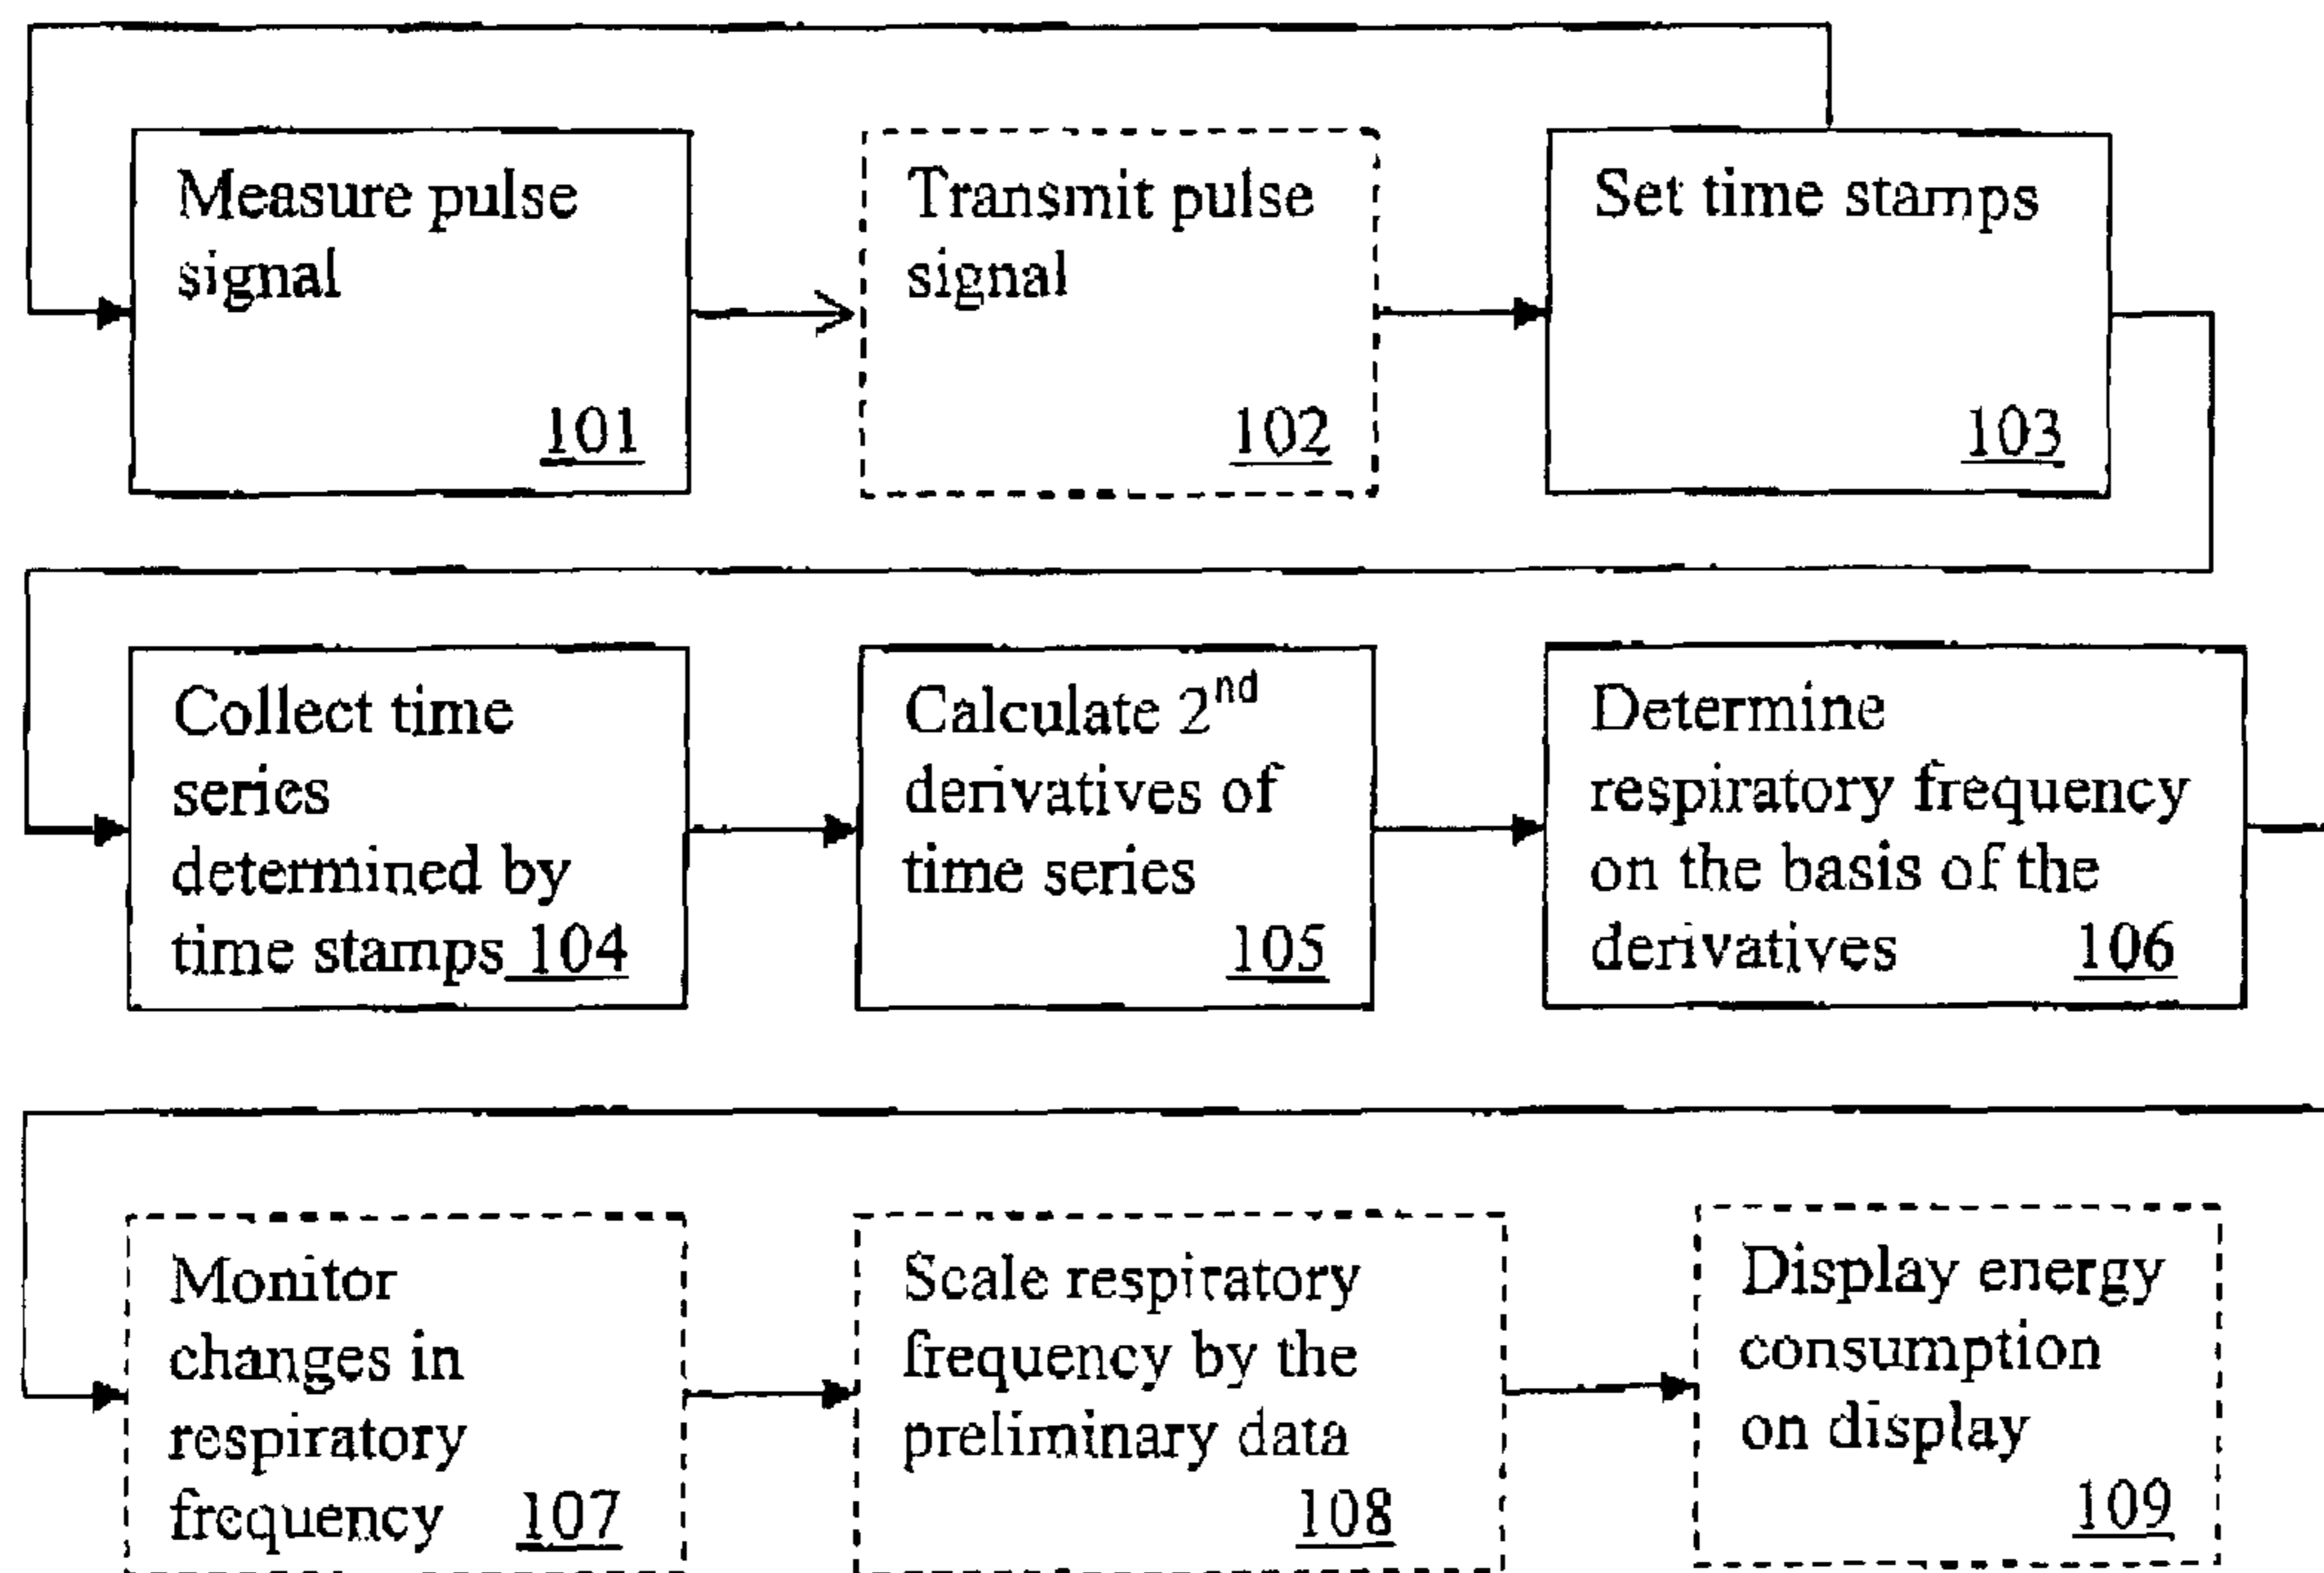 Measure pulse
signal
101
Transmit pulse
signal
102
Set time stamps
103
Collect time
series
determined by
time stamps 104
Calculate 2nd
derivatives of
time series
105
Determine
respiratory frequency
on the basis of the
derivatives 106
Monitor
changes in
respiratory
frequency 107
Scale respiratory
frequency by the
preliminary data
108
Display energy
consumption
on display
109